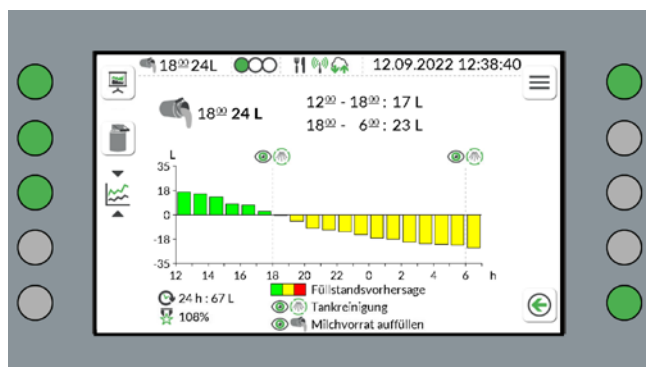 18⁰⁰ 24L 12.09.2022 12:38:40
18⁰⁰ 24 L
12⁰⁰ - 18⁰⁰ : 17 L
18⁰⁰ - 6⁰⁰ : 23 L
L
35
18
0
-18
-35
12 14 16 18 20 22 0 2 4 6 h
24 h : 67 L
108%
Füllstandsvorhersage
Tankreinigung
Milchvorrat auffüllen